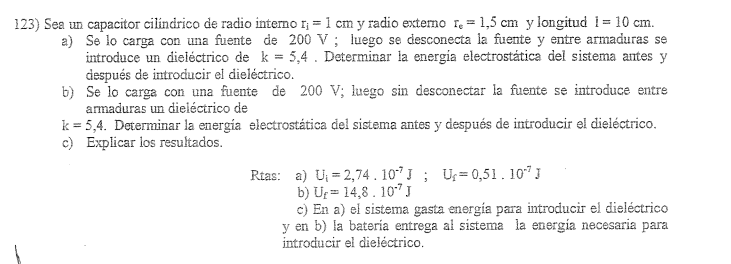 123) Sea un capacitor cilíndrico de radio interno rᵢ = 1 cm y radio externo rₑ = 1,5 cm y longitud l = 10 cm.
a) Se lo carga con una fuente de 200 V ; luego se desconecta la fuente y entre armaduras se
introduce un dieléctrico de k = 5,4 . Determinar la energía electrostática del sistema antes y
después de introducir el dieléctrico.
b) Se lo carga con una fuente de 200 V; luego sin desconectar la fuente se introduce entre
armaduras un dieléctrico de
k = 5,4. Determinar la energía electrostática del sistema antes y después de introducir el dieléctrico.
c) Explicar los resultados.
Rtas: a) Uᵢ = 2,74 . 10⁻⁷ J ; U_f = 0,51 . 10⁻⁷ J
b) U_f = 14,8 . 10⁻⁷ J
c) En a) el sistema gasta energía para introducir el dieléctrico
y en b) la batería entrega al sistema la energía necesaria para
introducir el dieléctrico.